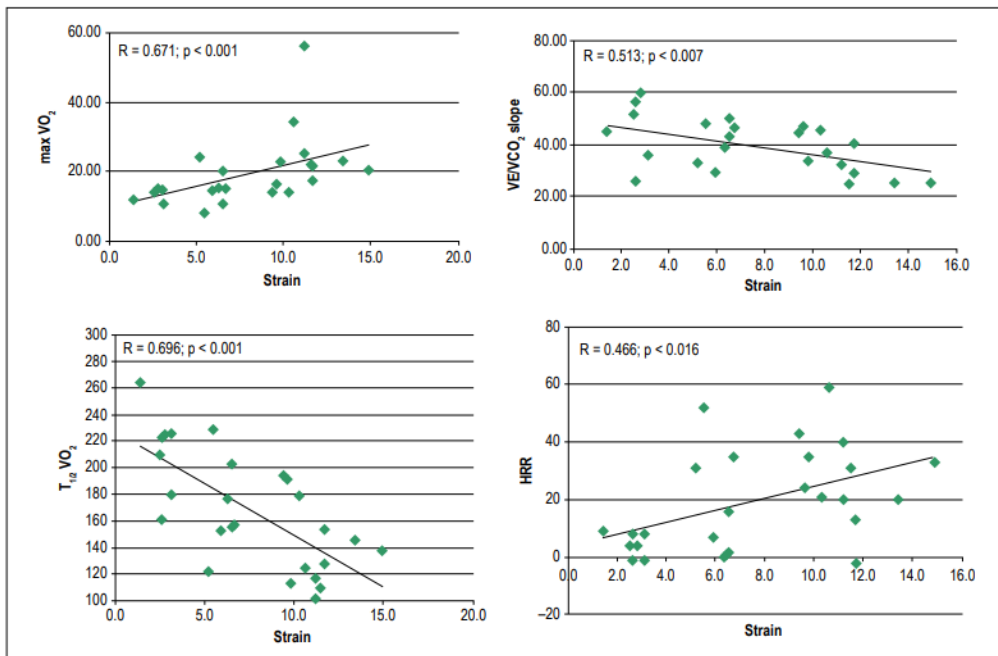 R = 0.671; p < 0.001
max VO2
60.00
40.00
20.00
0.00
0.0 5.0 10.0 15.0 20.0
Strain
R = 0.513; p < 0.007
VE/VCO2 slope
80.00
60.00
40.00
20.00
0.00
0.0 2.0 4.0 6.0 8.0 10.0 12.0 14.0 16.0
Strain
R = 0.696; p < 0.001
T1/2 VO2
300
280
260
240
220
200
180
160
140
120
100
0.0 5.0 10.0 15.0 20.0
Strain
R = 0.466; p < 0.016
HRR
80
60
40
20
0
–20
0.0 2.0 4.0 6.0 8.0 10.0 12.0 14.0 16.0
Strain